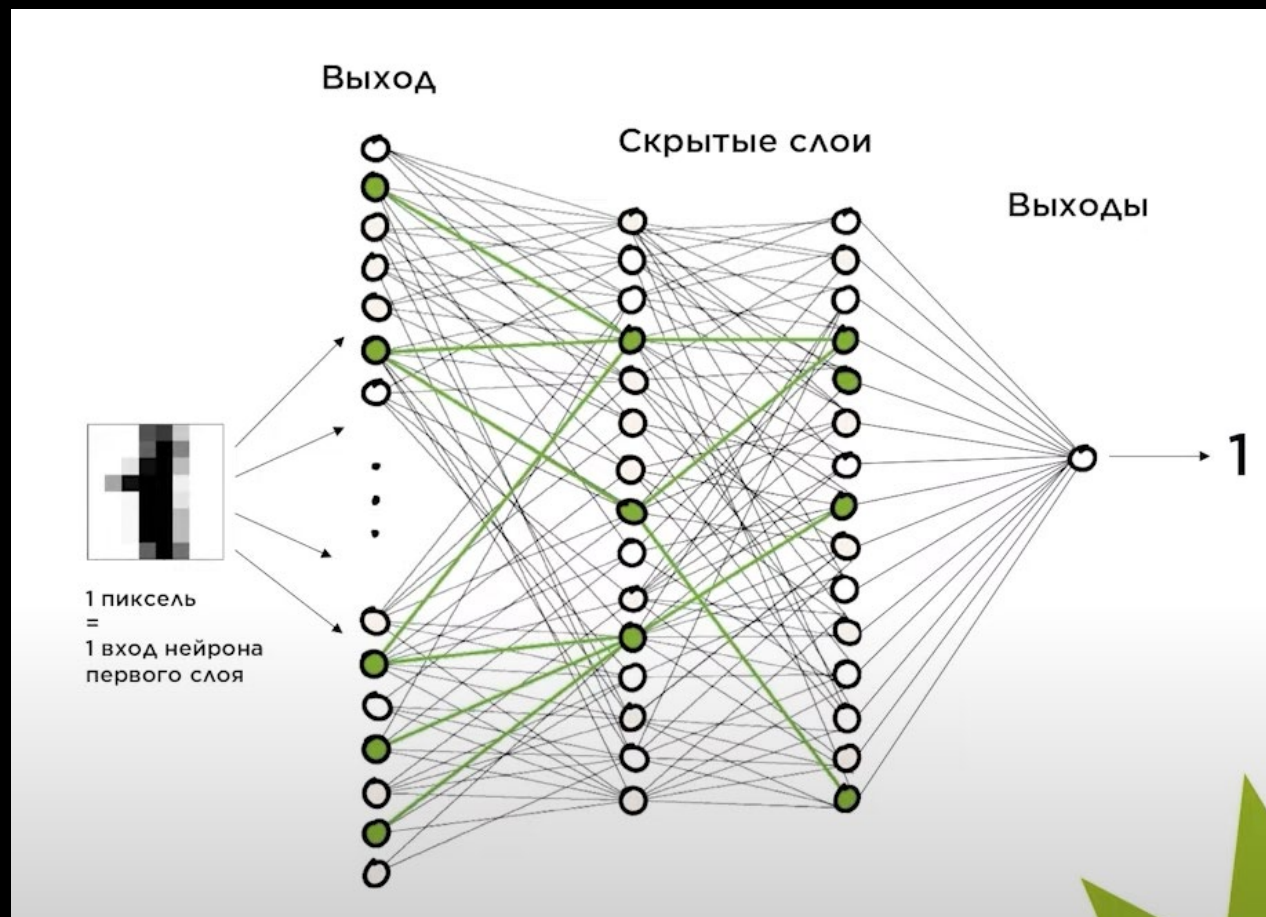 Выход
Скрытые слои
Выходы
1
1 пиксель
=
1 вход нейрона
первого слоя